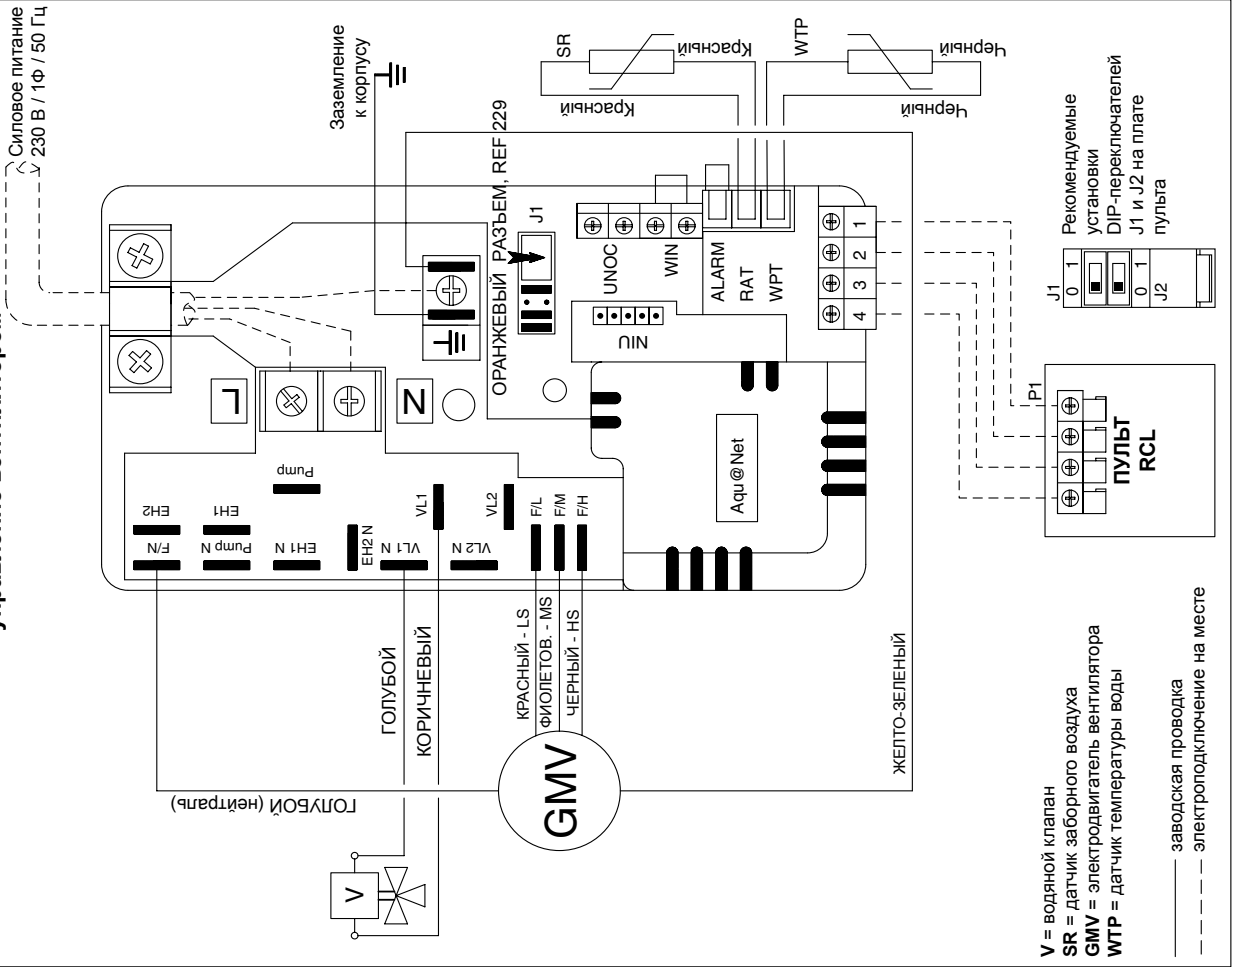 Силовое питание
230 В / 1Ф / 50 Гц
Заземление
к корпусу
SR
Красный
Красный
WTP
Черный
Черный
ОРАНЖЕВЫЙ РАЗЪЕМ, REF 229
J1
L
N
UNOC
WIN
ALARM
RAT
WPT
NIU
1
2
3
4
Aqu@Net
EH2
EH1
Pump
F/N
Pump N
EH1 N
EH2 N
VL1 N
VL1
VL2 N
VL2
F/L
F/M
F/H
ГОЛУБОЙ
КОРИЧНЕВЫЙ
КРАСНЫЙ - LS
ФИОЛЕТОВ. - MS
ЧЕРНЫЙ - HS
ГОЛУБОЙ (нейтраль)
GMV
V
ЖЕЛТО-ЗЕЛЕНЫЙ
P1
ПУЛЬТ
RCL
J1
0 1
0 1
J2
Рекомендуемые
установки
DIP-переключателей
J1 и J2 на плате
пульта
V = водяной клапан
SR = датчик заборного воздуха
GMV = электродвигатель вентилятора
WTP = датчик температуры воды
заводская проводка
электроподключение на месте